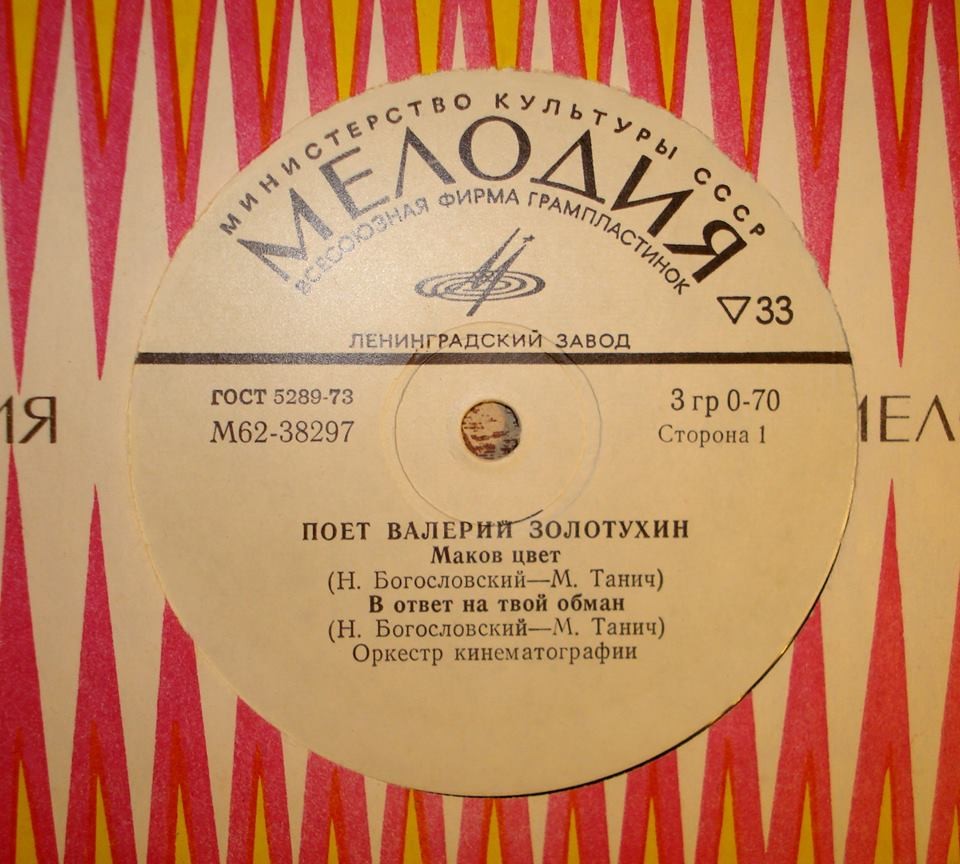 МИНИСТЕРСТВО КУЛЬТУРЫ СССР
МЕЛОДИЯ
ВСЕСОЮЗНАЯ ФИРМА ГРАМПЛАСТИНОК
▽33
ЛЕНИНГРАДСКИЙ ЗАВОД
ГОСТ 5289-73
3 гр 0-70
М62-38297
Сторона 1
ИЯ
МЕЛ
ПОЕТ ВАЛЕРИЙ ЗОЛОТУХИН
Маков цвет
(Н. Богословский—М. Танич)
В ответ на твой обман
(Н. Богословский—М. Танич)
Оркестр кинематографии